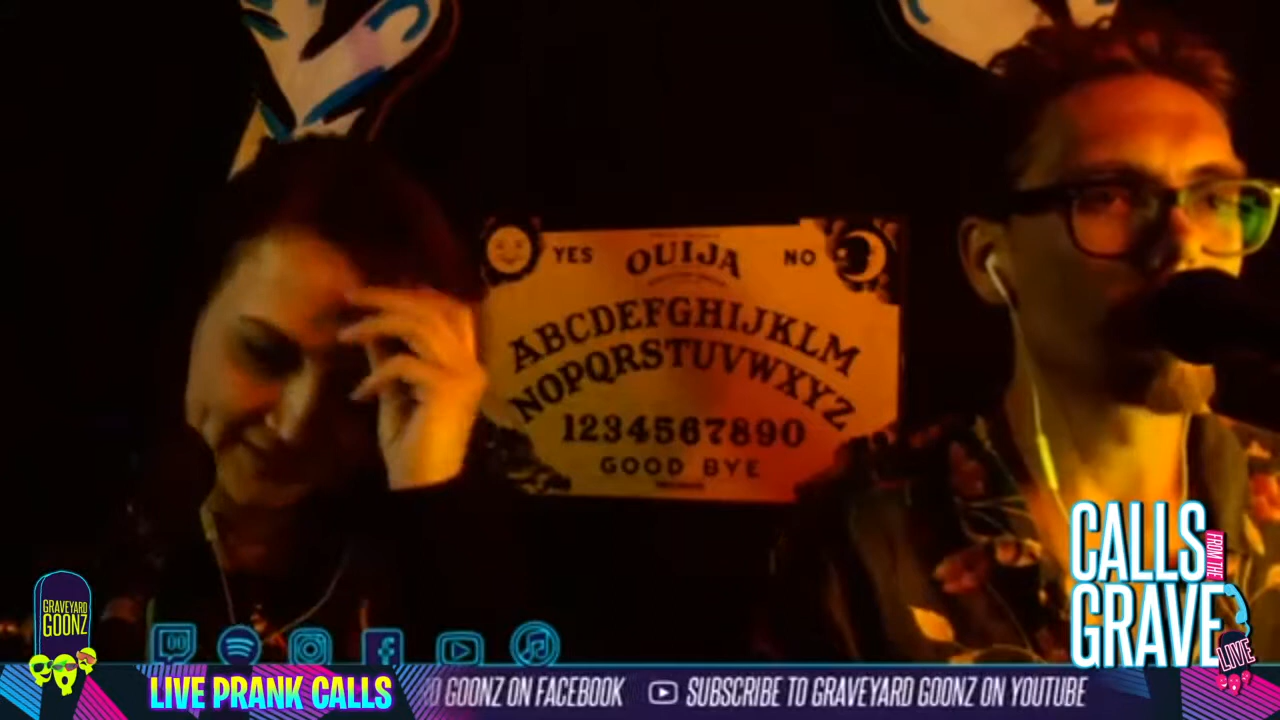 YES OUIJA NO
ABCDEFGHIJKLM
NOPQRSTUVWXYZ
1234567890
GOOD BYE
CALLS
FROM THE
GRAVE
LIVE
GRAVEYARD
GOONZ
LIVE PRANK CALLS
D GOONZ ON FACEBOOK SUBSCRIBE TO GRAVEYARD GOONZ ON YOUTUBE